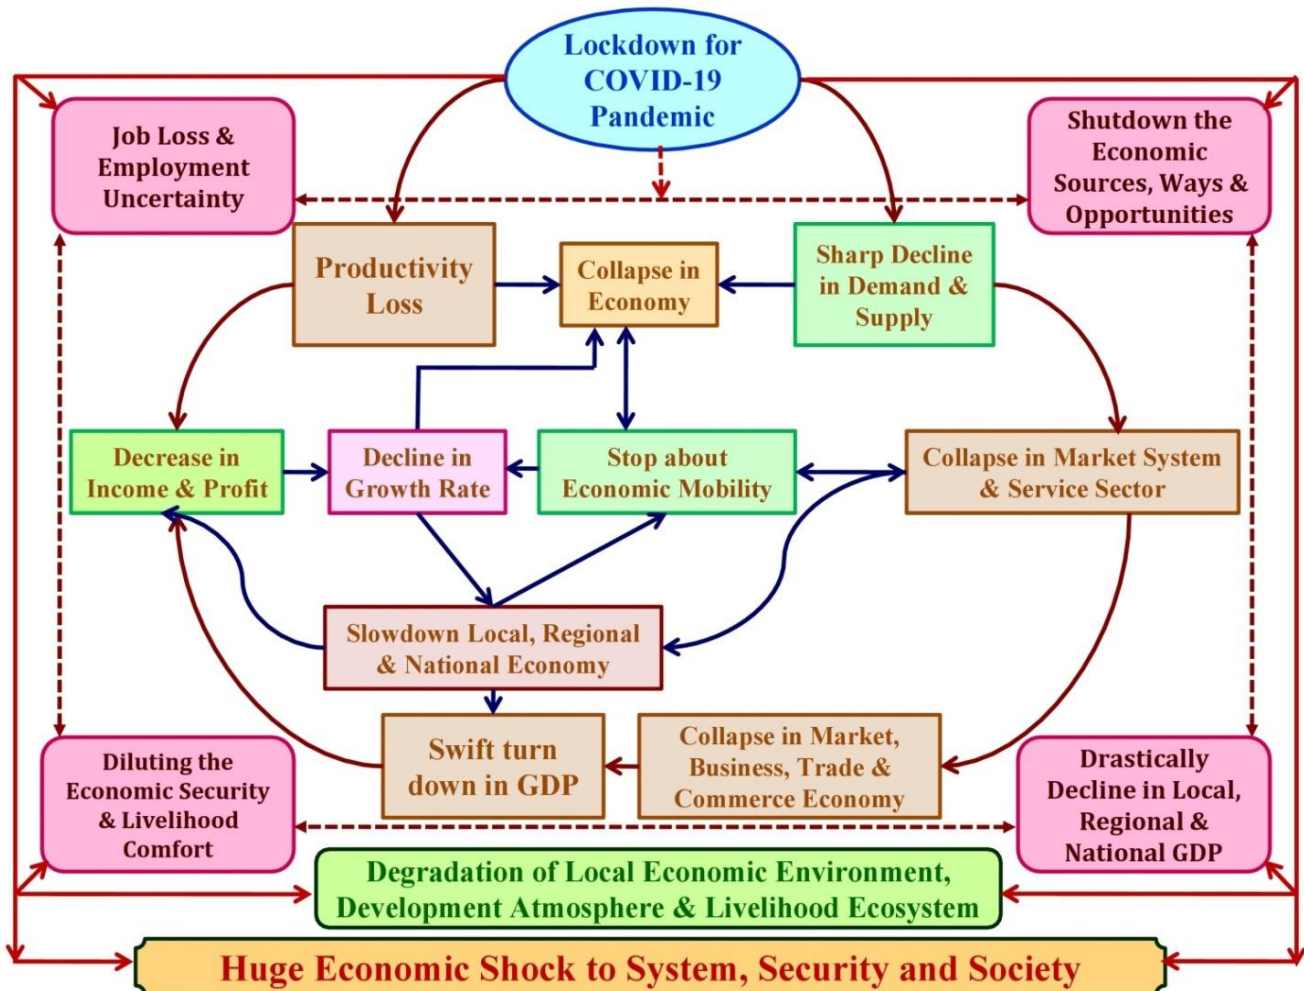 Lockdown for
COVID-19
Pandemic
Job Loss &
Employment
Uncertainty
Shutdown the
Economic
Sources, Ways &
Opportunities
Productivity
Loss
Collapse in
Economy
Sharp Decline
in Demand &
Supply
Decrease in
Income & Profit
Decline in
Growth Rate
Stop about
Economic Mobility
Collapse in Market System
& Service Sector
Slowdown Local, Regional
& National Economy
Swift turn
down in GDP
Collapse in Market,
Business, Trade &
Commerce Economy
Diluting the
Economic Security
& Livelihood
Comfort
Drastically
Decline in Local,
Regional &
National GDP
Degradation of Local Economic Environment,
Development Atmosphere & Livelihood Ecosystem
Huge Economic Shock to System, Security and Society